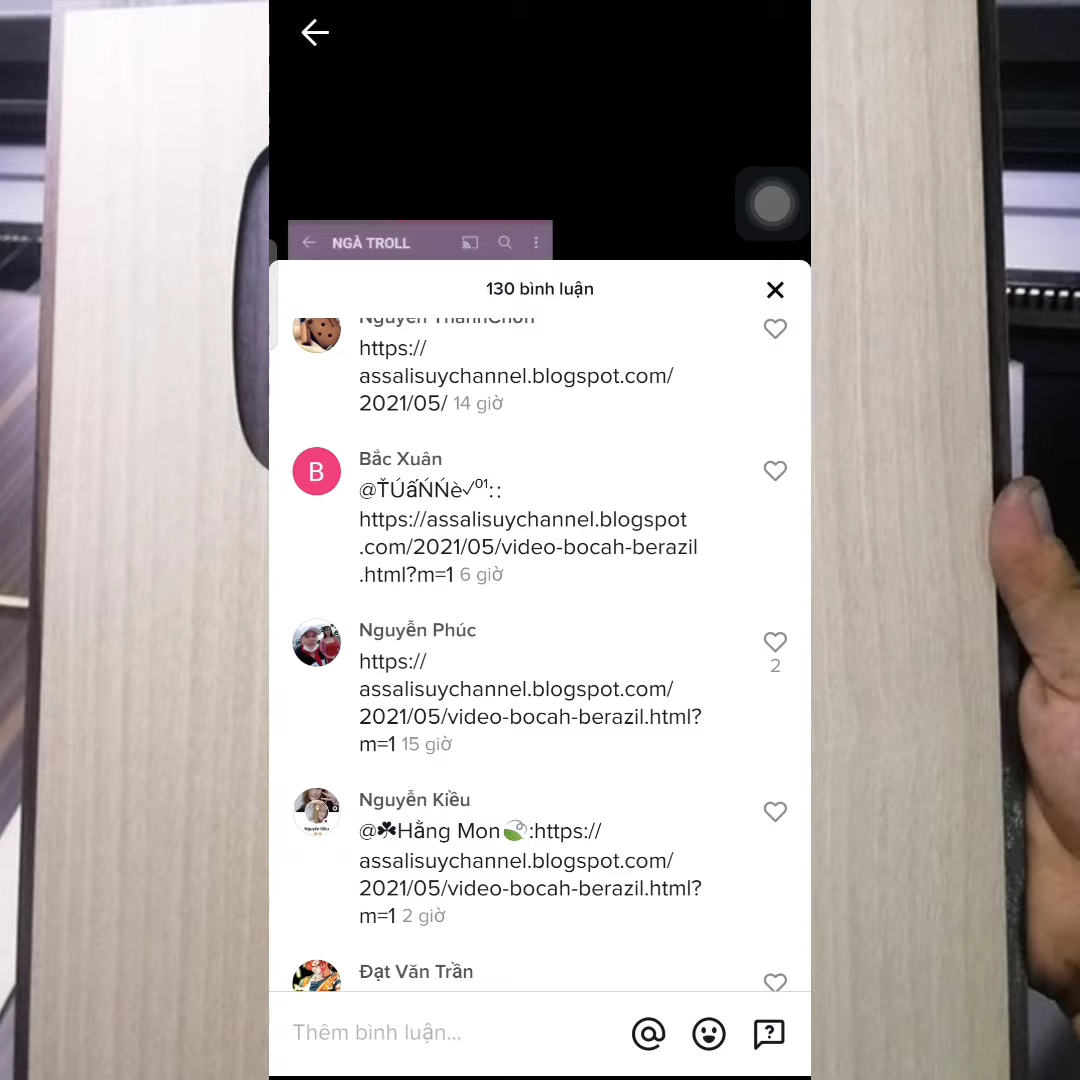 NGÀ TROLL
130 bình luận
https://
assalisuychannel.blogspot.com/
2021/05/ 14 giờ
B
Bắc Xuân
@ŤÚấŃŃè✓⁰¹::
https://assalisuychannel.blogspot
.com/2021/05/video-bocah-berazil
.html?m=1 6 giờ
Nguyễn Phúc
https://
2
assalisuychannel.blogspot.com/
2021/05/video-bocah-berazil.html?
m=1 15 giờ
Nguyễn Kiều
@☘Hằng Mon🍃:https://
assalisuychannel.blogspot.com/
2021/05/video-bocah-berazil.html?
m=1 2 giờ
Đạt Văn Trần
Thêm bình luận...